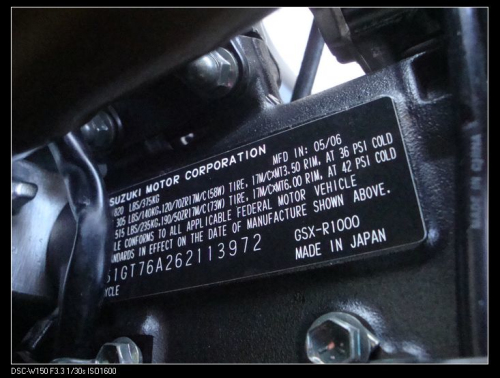 SUZUKI MOTOR CORPORATION MFD IN: 05/06
LBS/375KG
305 LBS/140KG,120/70ZR17M/C(58W) TIRE, 17M/CxMT3.50 RIM, AT 36 PSI COLD
515 LBS/235KG,190/50ZR17M/C(73W) TIRE, 17M/CxMT6.00 RIM, AT 42 PSI COLD
LE CONFORMS TO ALL APPLICABLE FEDERAL MOTOR VEHICLE
NDARDS IN EFFECT ON THE DATE OF MANUFACTURE SHOWN ABOVE.
1GT76A262113972 GSX-R1000
YCLE MADE IN JAPAN
DSC-W150 F3.3 1/30s ISO1600